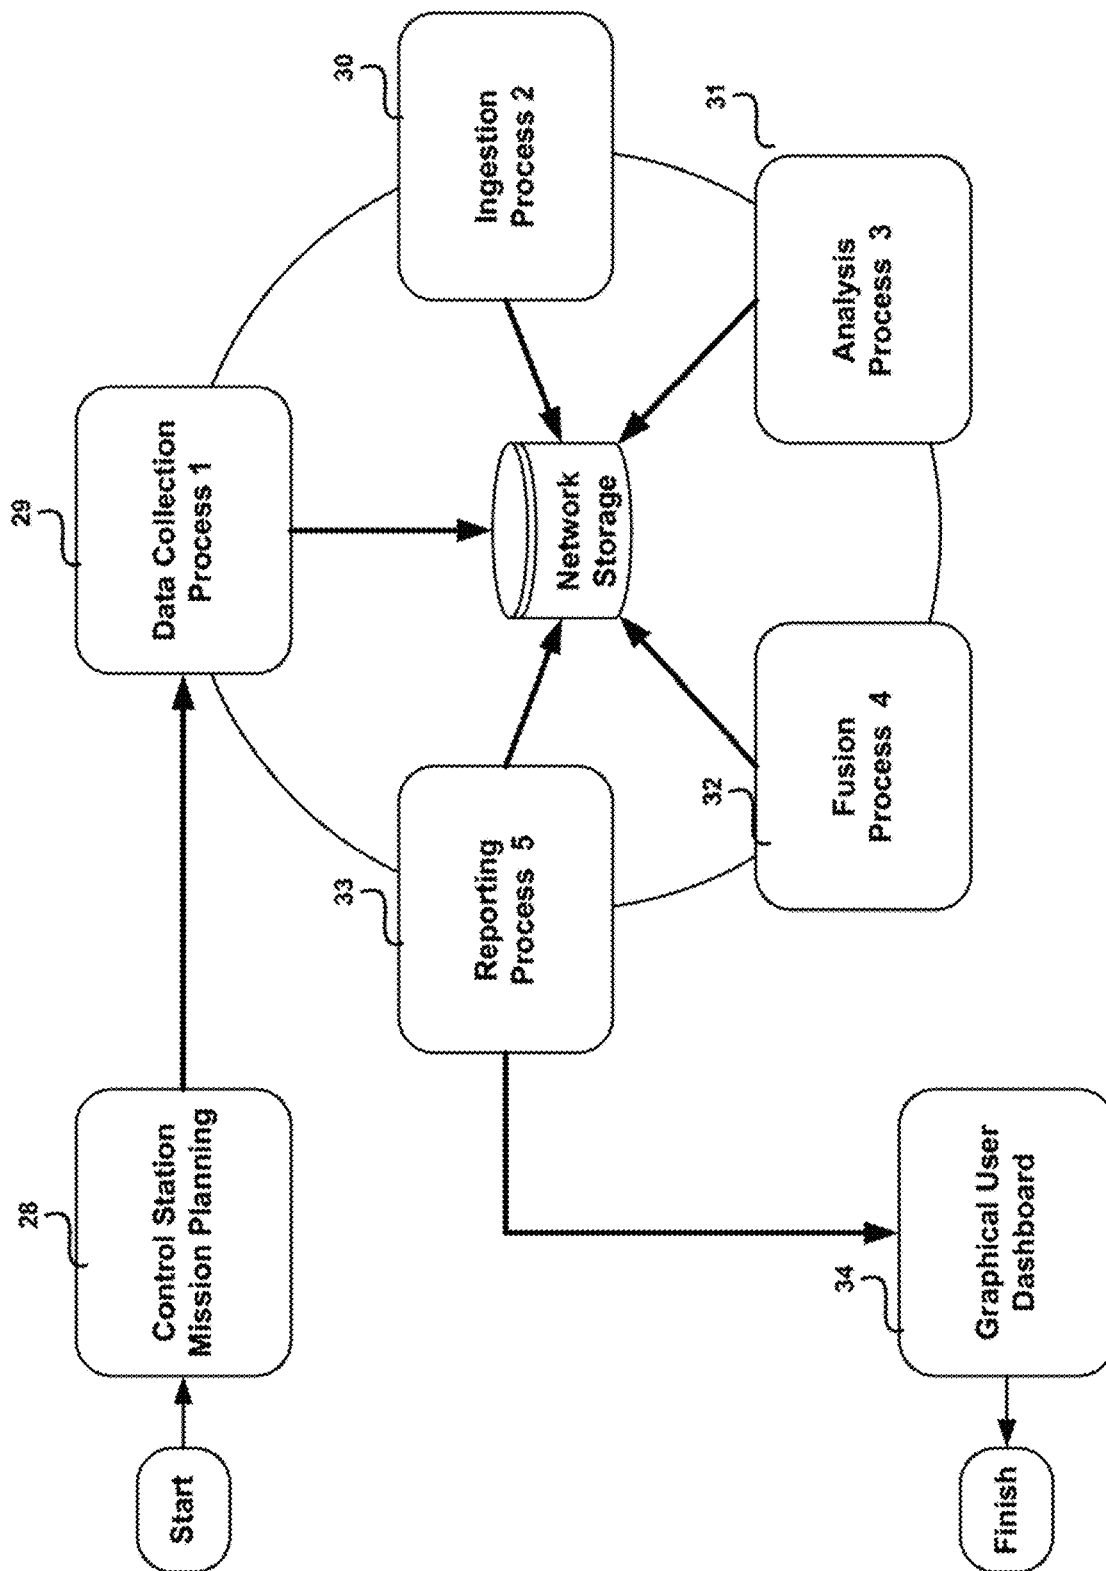 Start
28
Control Station
Mission Planning
29
Data Collection
Process 1
30
Ingestion
Process 2
31
Analysis
Process 3
32
Fusion
Process 4
33
Reporting
Process 5
Network
Storage
34
Graphical User
Dashboard
Finish